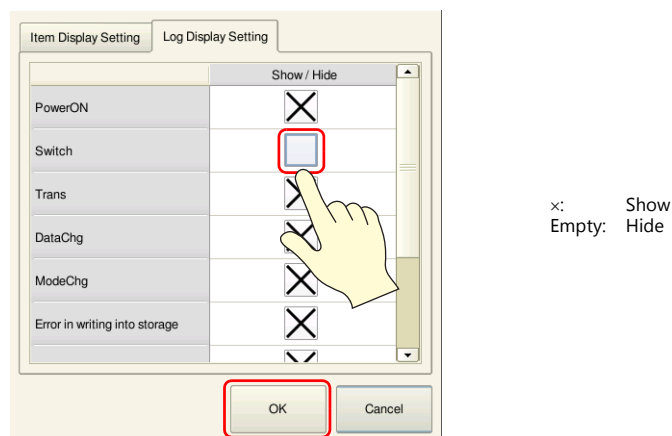 Item Display Setting Log Display Setting
Show / Hide
PowerON
Switch
Trans
DataChg
ModeChg
Error in writing into storage
OK Cancel
×: Show
Empty: Hide